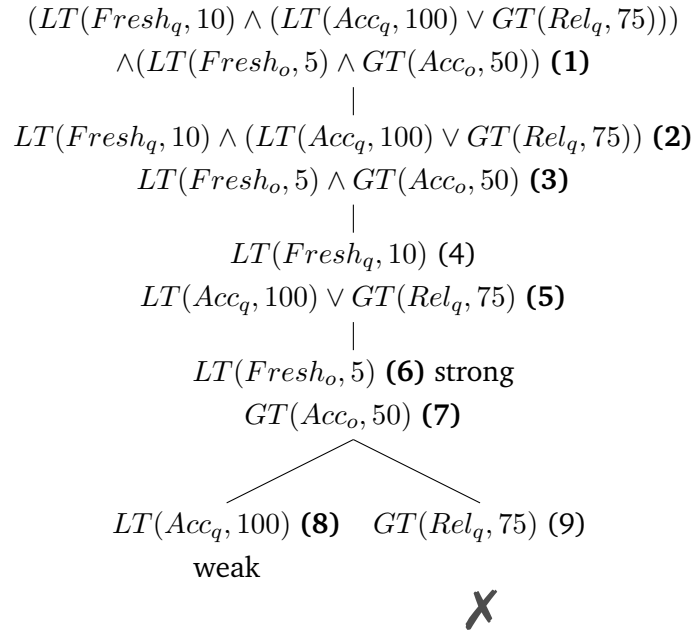 (LT(Fresh_q, 10) ∧ (LT(Acc_q, 100) ∨ GT(Rel_q, 75)))
∧(LT(Fresh_o, 5) ∧ GT(Acc_o, 50)) (1)
LT(Fresh_q, 10) ∧ (LT(Acc_q, 100) ∨ GT(Rel_q, 75)) (2)
LT(Fresh_o, 5) ∧ GT(Acc_o, 50) (3)
LT(Fresh_q, 10) (4)
LT(Acc_q, 100) ∨ GT(Rel_q, 75) (5)
LT(Fresh_o, 5) (6) strong
GT(Acc_o, 50) (7)
LT(Acc_q, 100) (8) GT(Rel_q, 75) (9)
weak
✗